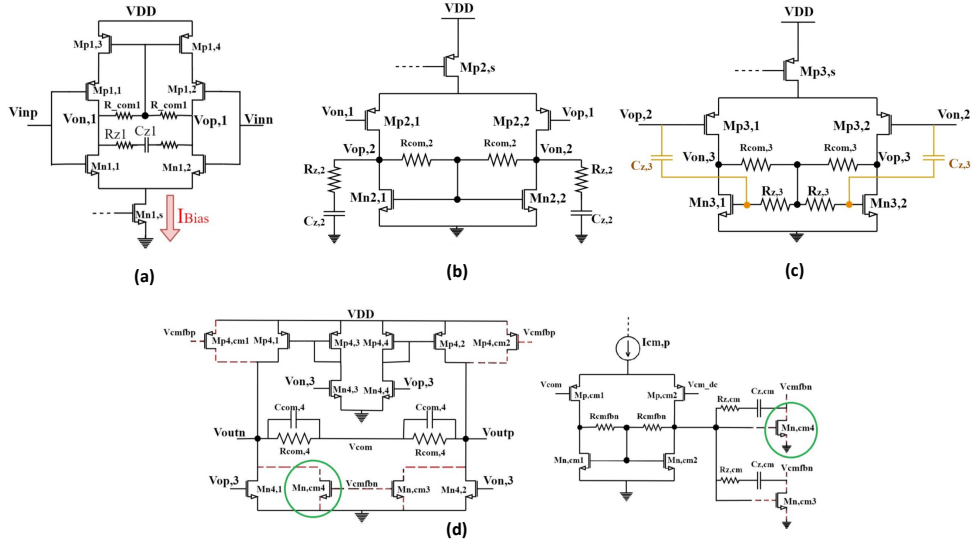 VDD
Mp1,3
Mp1,4
Mp1,1
Mp1,2
Vinp
R_com1
R_com1
Von,1
Vop,1
Vinn
Rz1
Cz1
Mn1,1
Mn1,2
Mn1,s
IBias
(a)
VDD
Mp2,s
Von,1
Vop,1
Mp2,1
Mp2,2
Rcom,2
Rcom,2
Vop,2
Von,2
Rz,2
Rz,2
Mn2,1
Mn2,2
Cz,2
Cz,2
(b)
VDD
Mp3,s
Vop,2
Von,2
Mp3,1
Mp3,2
Rcom,3
Rcom,3
Von,3
Vop,3
Cz,3
Cz,3
Rz,3
Rz,3
Mn3,1
Mn3,2
(c)
VDD
Vcmfbp
Vcmfbp
Mp4,cm1
Mp4,1
Mp4,3
Mp4,4
Mp4,2
Mp4,cm2
Von,3
Vop,3
Mn4,3
Mn4,4
Ccom,4
Ccom,4
Voutn
Voutp
Rcom,4
Vcom
Rcom,4
Vop,3
Mn4,1
Mn,cm4
Vcmfbn
Mn,cm3
Mn4,2
Von,3
Icm,p
Vcom
Vcm_dc
Mp,cm1
Mp,cm2
Rcmfbn
Rcmfbn
Mn,cm1
Mn,cm2
Rz,cm
Cz,cm
Vcmfbn
Mn,cm4
Rz,cm
Cz,cm
Vcmfbn
Mn,cm3
(d)